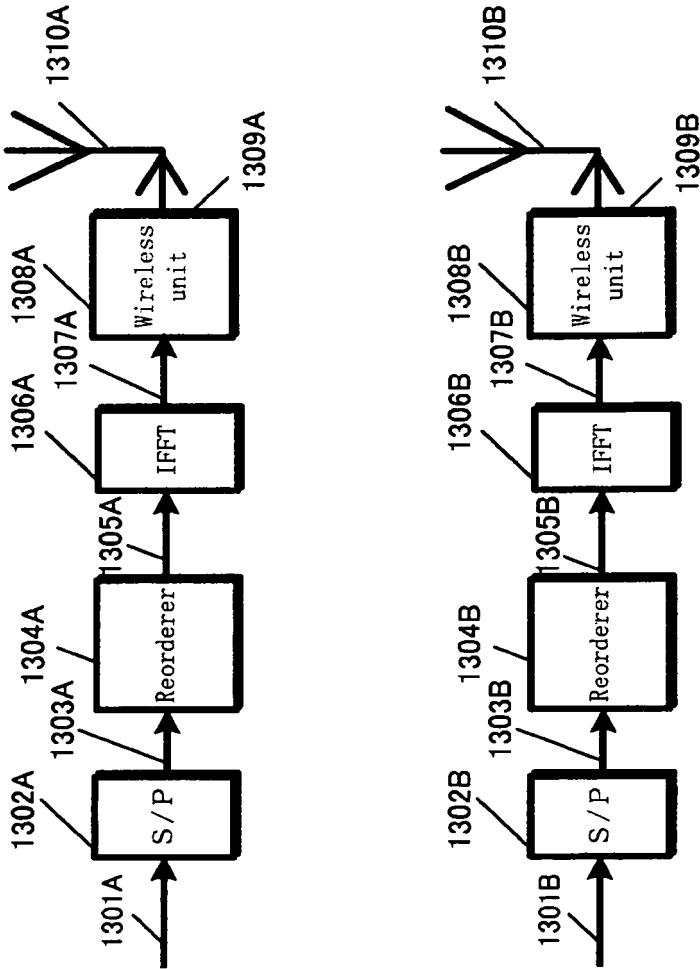 1301A
1302A
S/P
1303A
1304A
Reorderer
1305A
1306A
IFFT
1307A
1308A
Wireless
unit
1309A
1310A
1301B
1302B
S/P
1303B
1304B
Reorderer
1305B
1306B
IFFT
1307B
1308B
Wireless
unit
1309B
1310B